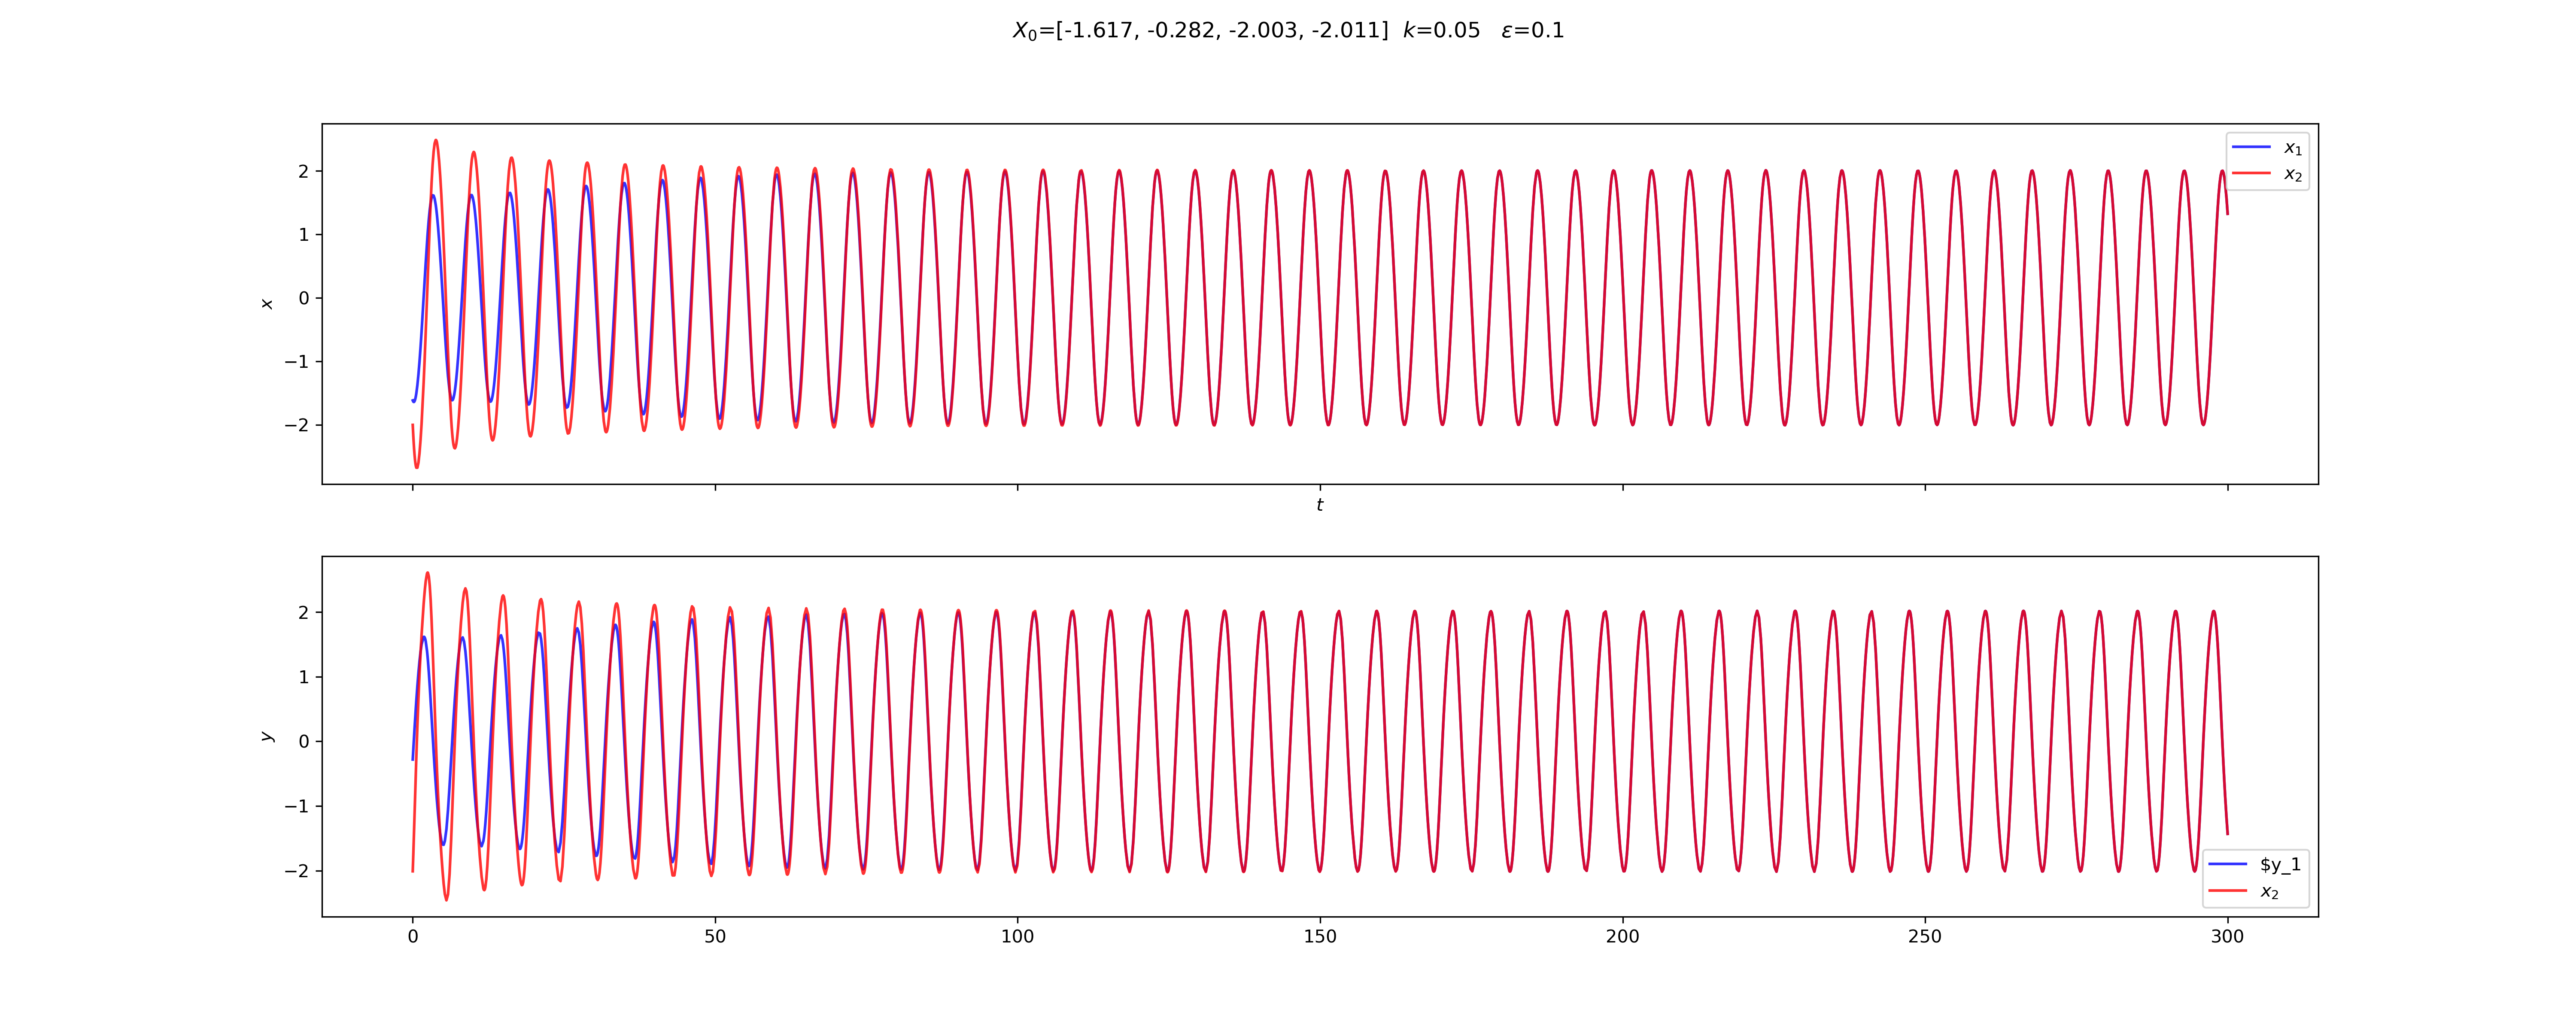 X₀=[-1.617, -0.282, -2.003, -2.011] k=0.05 ε=0.1
2
1
0
−1
−2
x
x₁
x₂
t
2
1
0
−1
−2
y
$y_1
x₂
0 50 100 150 200 250 300